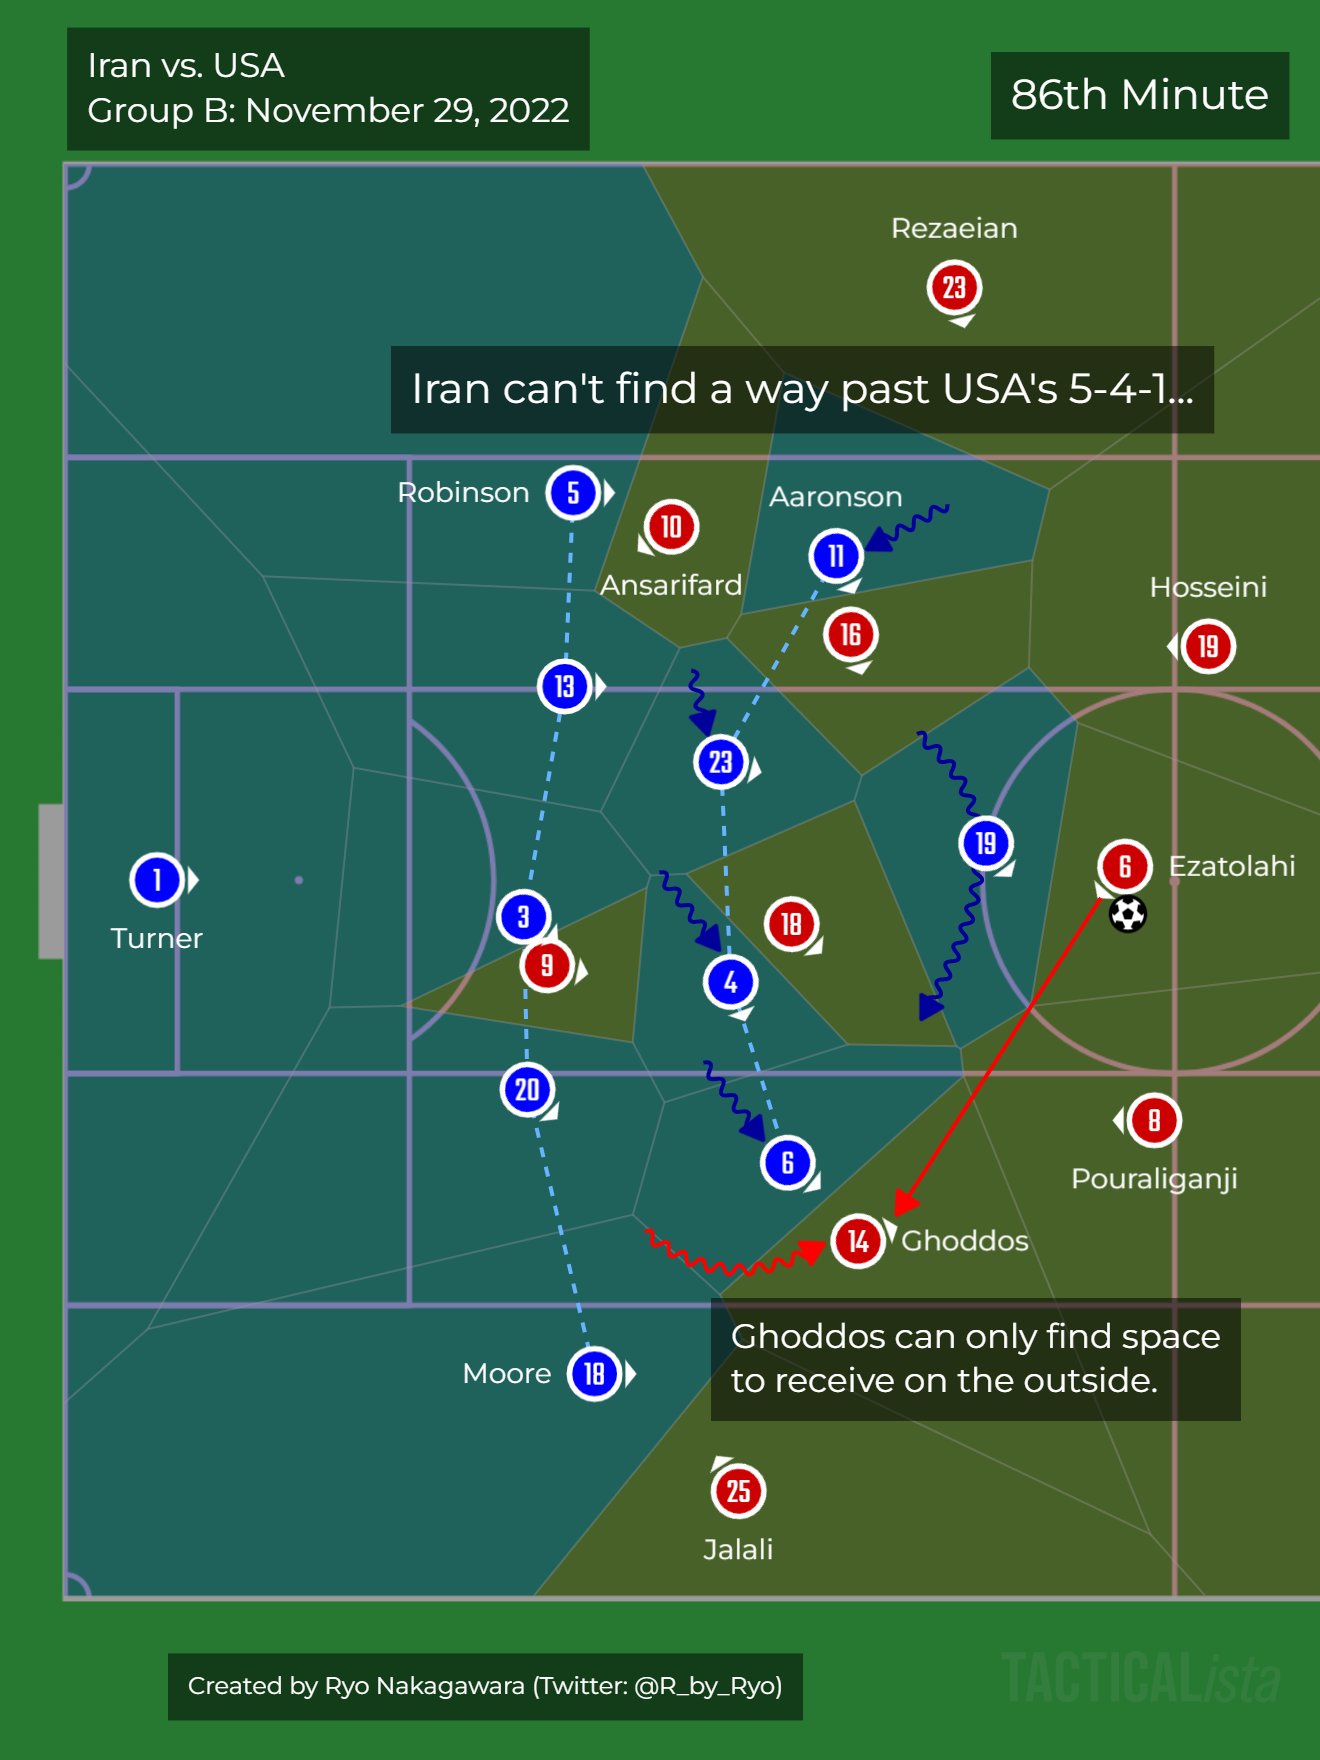 Iran vs. USA
Group B: November 29, 2022
86th Minute
Rezaeian
23
Iran can't find a way past USA's 5-4-1...
Robinson
5
10
Ansarifard
Aaronson
11
16
Hosseini
19
13
23
19
6
Ezatolahi
1
Turner
3
9
18
4
20
6
8
Pouraliganji
14
Ghoddos
Ghoddos can only find space
to receive on the outside.
Moore
18
25
Jalali
Created by Ryo Nakagawara (Twitter: @R_by_Ryo)
TACTICALista